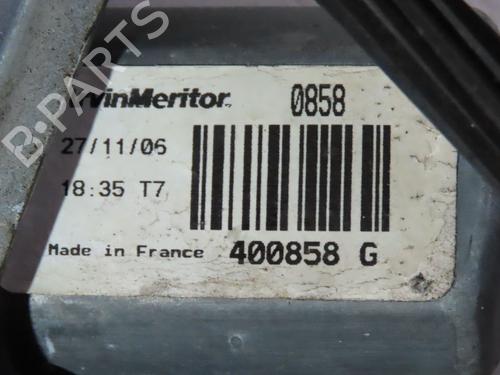 vinMeritor. 0858
27/11/06
18:35 T7
Made in France 400858 G
B-PARTS